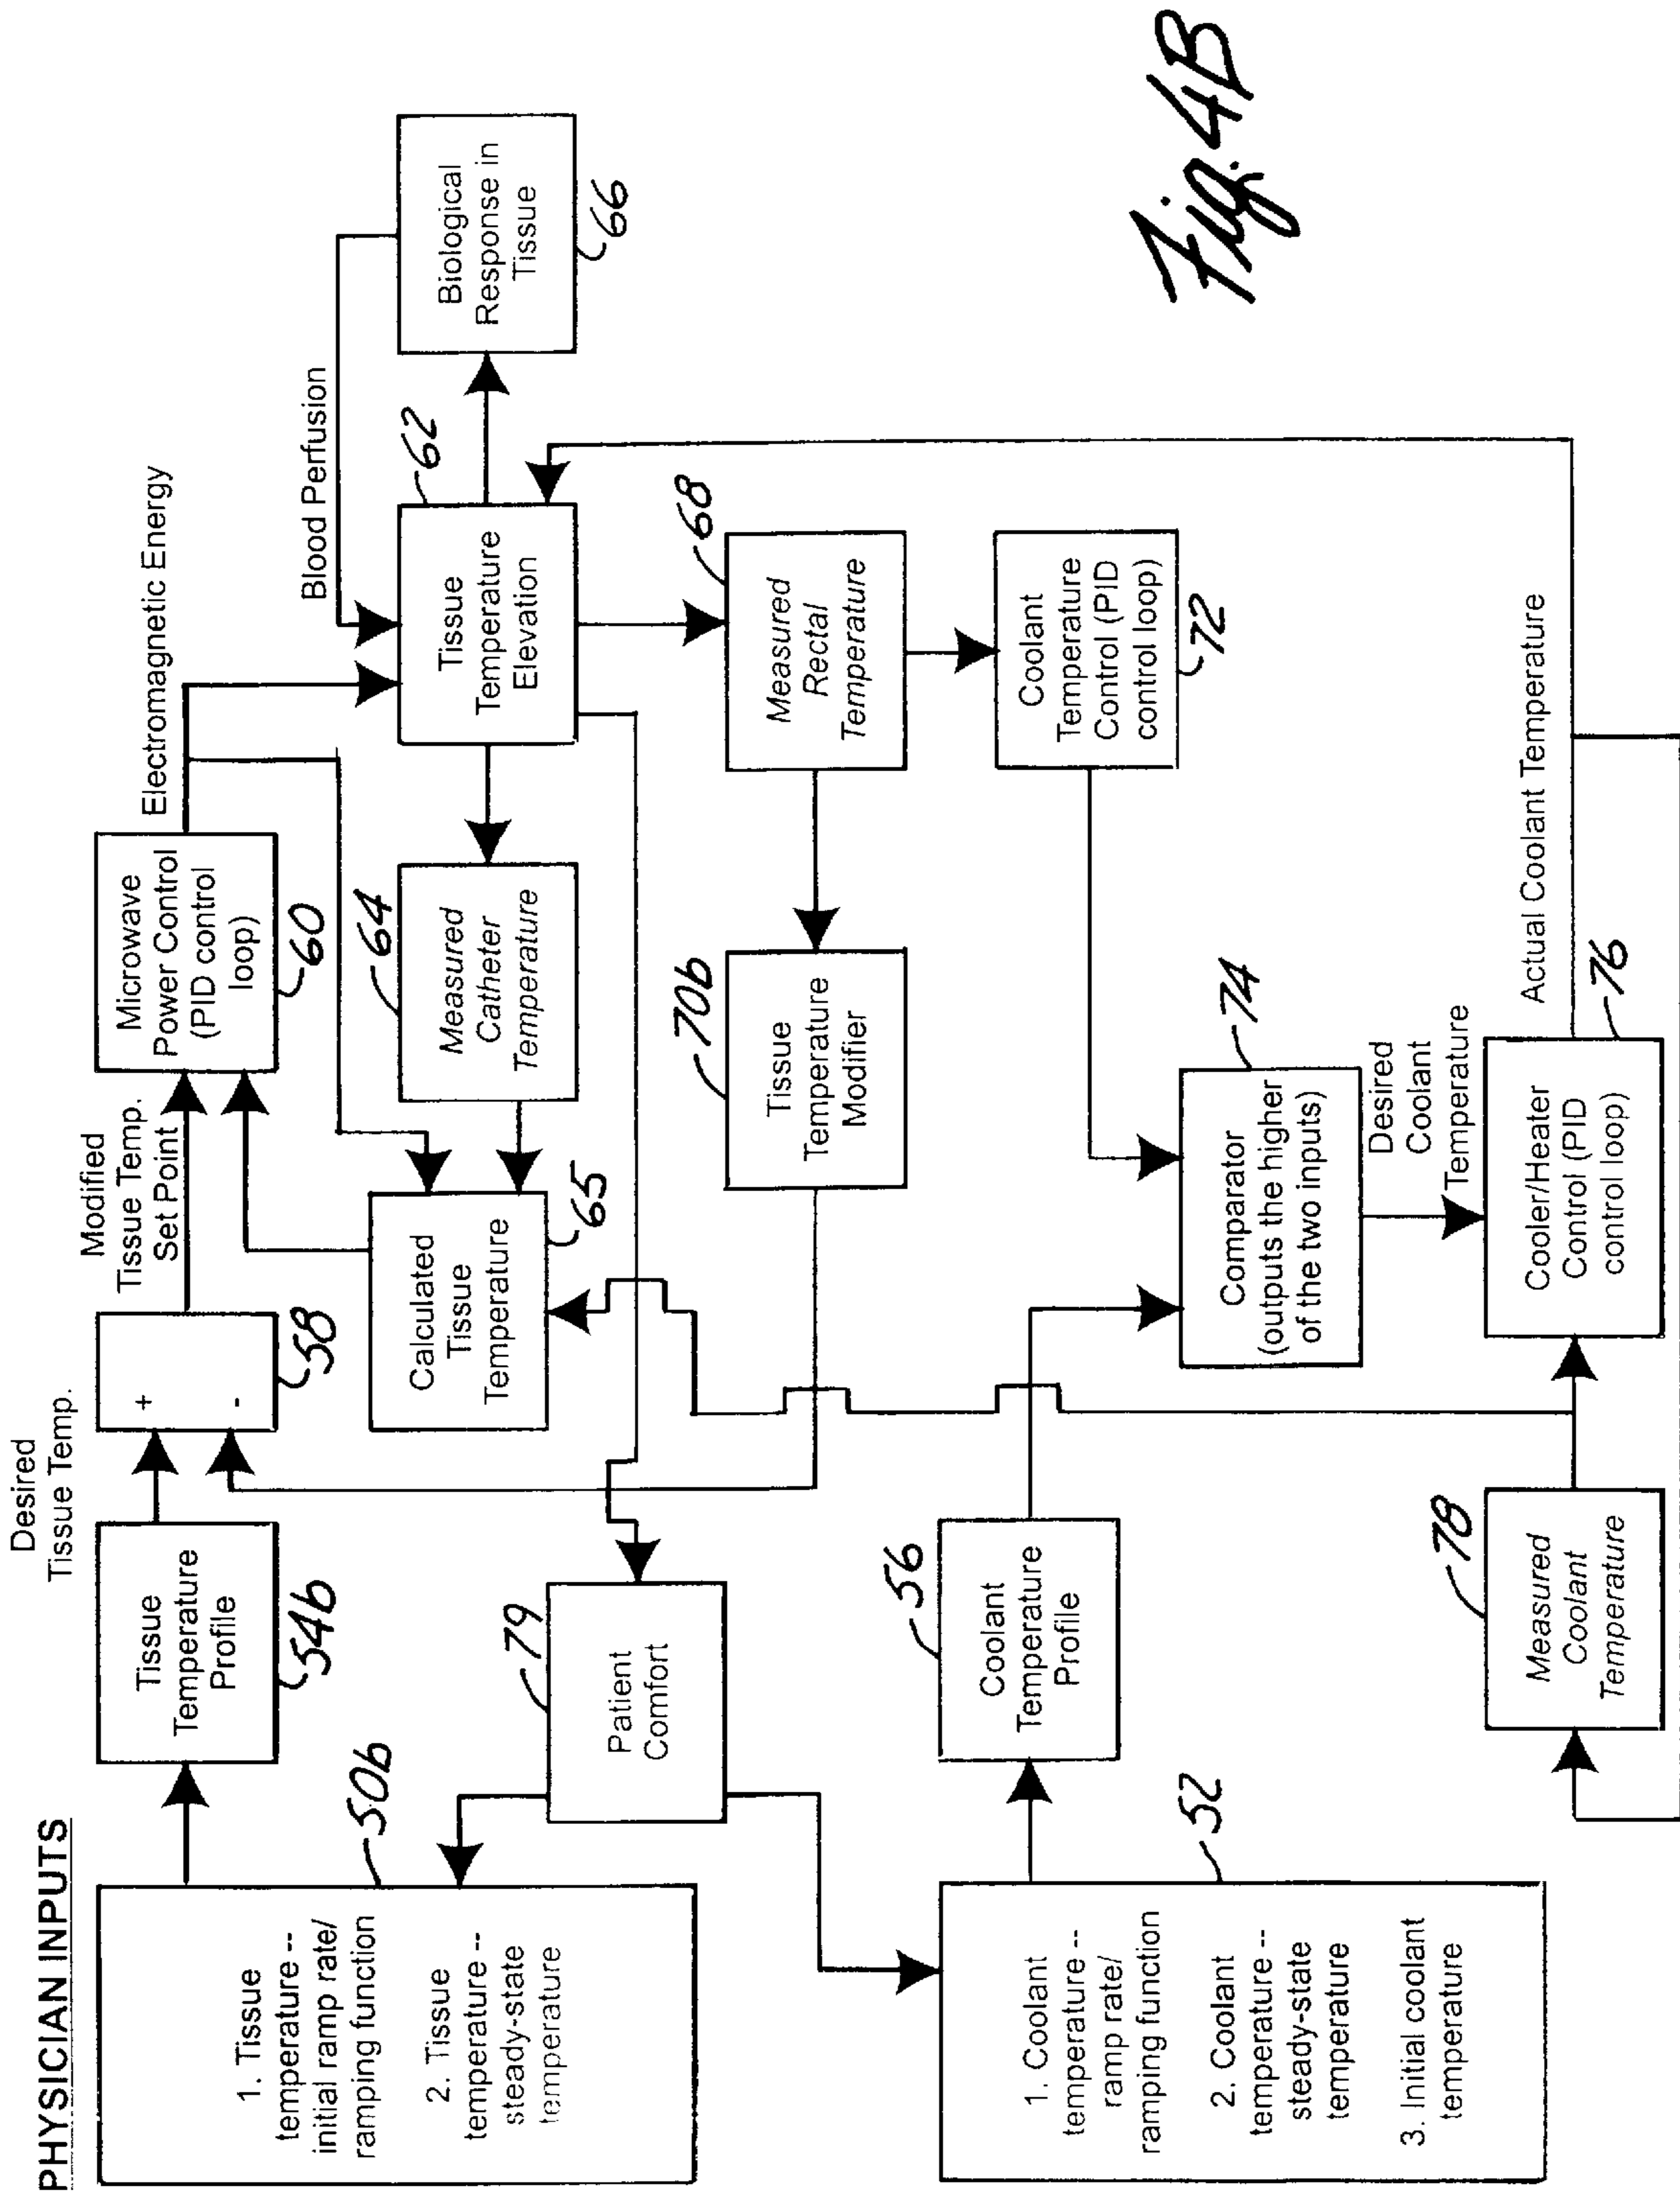 PHYSICIAN INPUTS
1. Tissue
temperature --
initial ramp rate/
ramping function
2. Tissue
temperature --
steady-state
temperature
50b
Tissue
Temperature
Profile
54b
Desired
Tissue Temp.
+
-
58
Modified
Tissue Temp.
Set Point
Microwave
Power Control
(PID control
loop)
60
Electromagnetic Energy
Blood Perfusion
Calculated
Tissue
Temperature
65
Measured
Catheter
Temperature
64
Tissue
Temperature
Elevation
62
Biological
Response in
Tissue
66
Patient
Comfort
79
Tissue
Temperature
Modifier
70b
Measured
Rectal
Temperature
68
1. Coolant
temperature --
ramp rate/
ramping function
2. Coolant
temperature --
steady-state
temperature
3. Initial coolant
temperature
52
Coolant
Temperature
Profile
56
Coolant
Temperature
Control (PID
control loop)
72
Comparator
(outputs the higher
of the two inputs)
74
Desired
Coolant
Temperature
Measured
Coolant
Temperature
78
Cooler/Heater
Control (PID
control loop)
76
Actual Coolant Temperature
Fig. 4B